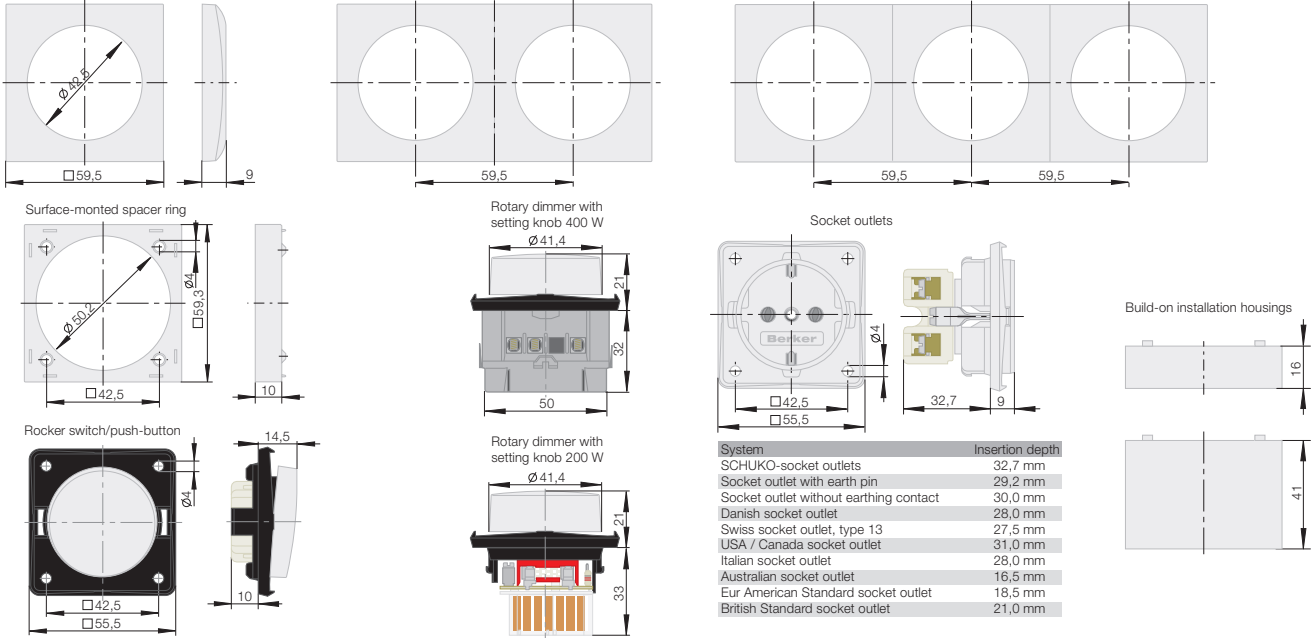 Ø 42,5
□59,5
9
59,5
59,5
59,5
Surface-monted spacer ring
Ø 50,2
Ø4
□59,3
□42,5
10
Rotary dimmer with
setting knob 400 W
Ø 41,4
21
32
50
Socket outlets
Berker
Ø4
□42,5
□55,5
32,7
9
Build-on installation housings
16
41
Rocker switch/push-button
Ø4
□42,5
□55,5
14,5
10
Rotary dimmer with
setting knob 200 W
Ø 41,4
21
33
System Insertion depth
SCHUKO-socket outlets 32,7 mm
Socket outlet with earth pin 29,2 mm
Socket outlet without earthing contact 30,0 mm
Danish socket outlet 28,0 mm
Swiss socket outlet, type 13 27,5 mm
USA / Canada socket outlet 31,0 mm
Italian socket outlet 28,0 mm
Australian socket outlet 16,5 mm
Eur American Standard socket outlet 18,5 mm
British Standard socket outlet 21,0 mm